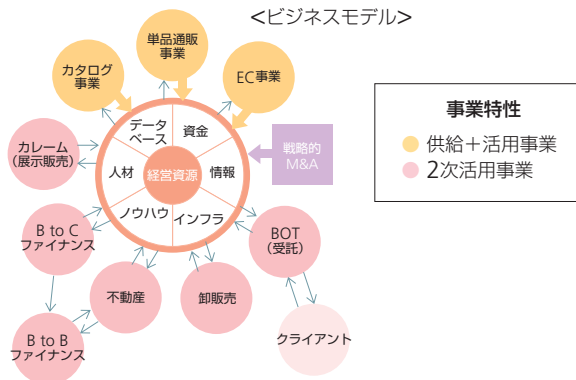 <ビジネスモデル>
単品通販
事業
カタログ
事業
EC事業
データ
ベース
資金
人材
経営資源
情報
ノウハウ
インフラ
戦略的
M&A
カレーム
(展示販売)
B to C
ファイナンス
BOT
(受託)
不動産
卸販売
B to B
ファイナンス
クライアント
事業特性
供給+活用事業
2次活用事業